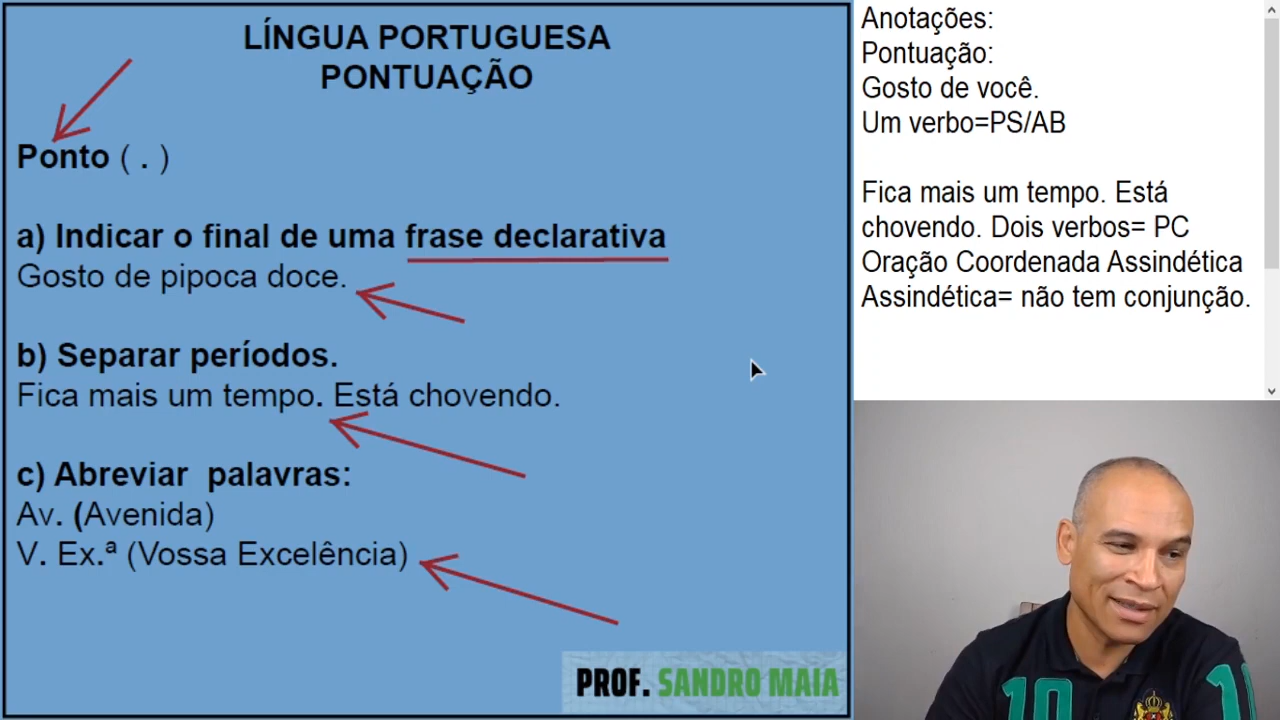 LÍNGUA PORTUGUESA
PONTUAÇÃO
Ponto ( . )
a) Indicar o final de uma frase declarativa
Gosto de pipoca doce.
b) Separar períodos.
Fica mais um tempo. Está chovendo.
c) Abreviar palavras:
Av. (Avenida)
V. Ex.ª (Vossa Excelência)
PROF. SANDRO MAIA
Anotações:
Pontuação:
Gosto de você.
Um verbo=PS/AB
Fica mais um tempo. Está
chovendo. Dois verbos= PC
Oração Coordenada Assindética
Assindética= não tem conjunção.
10